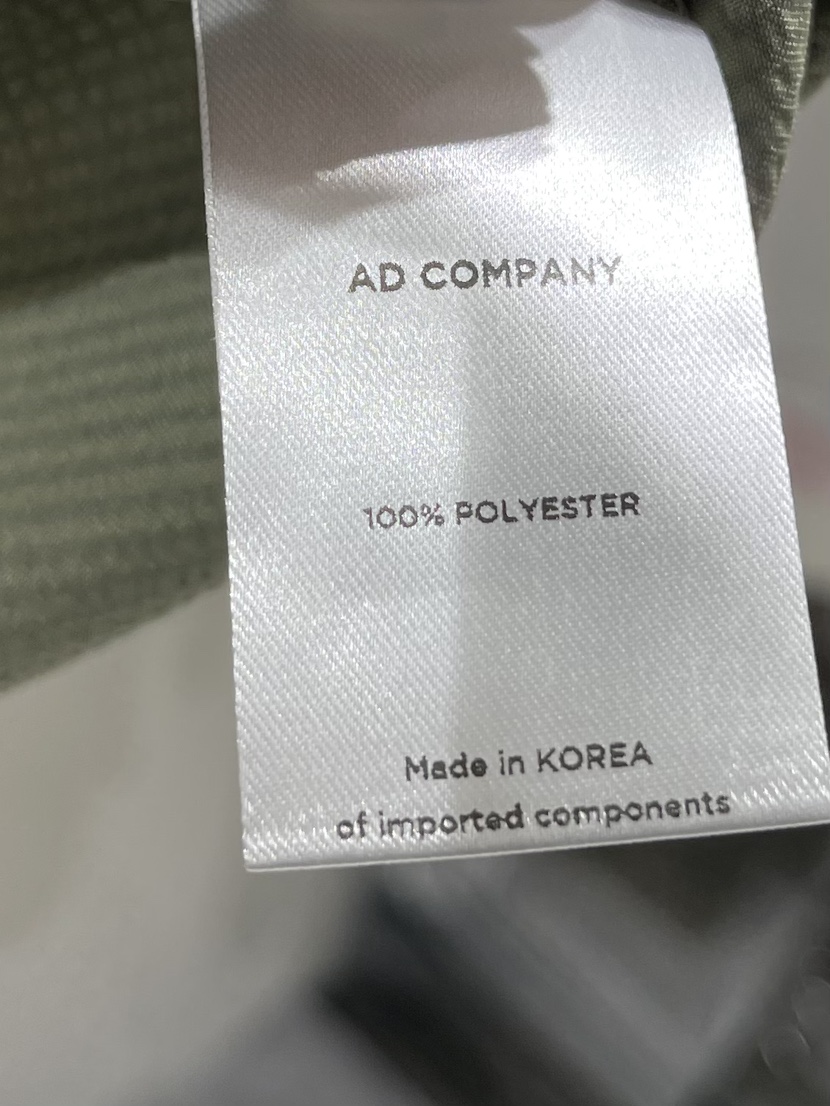 AD COMPANY
100% POLYESTER
Made in KOREA
of imported components